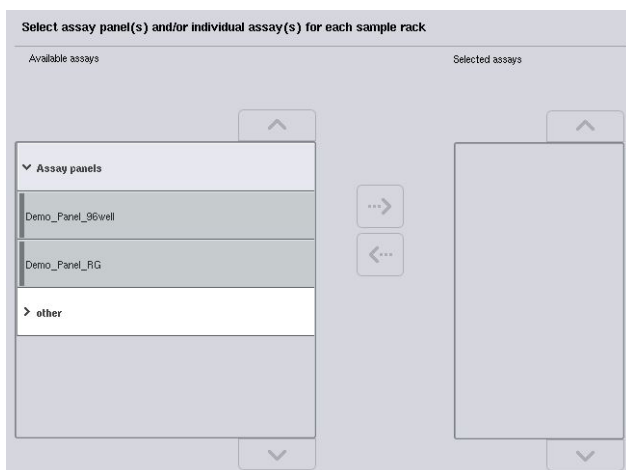 Select assay panel(s) and/or individual assay(s) for each sample rack
Available assays
Selected assays
Assay panels
Demo_Panel_96well
Demo_Panel_RG
other